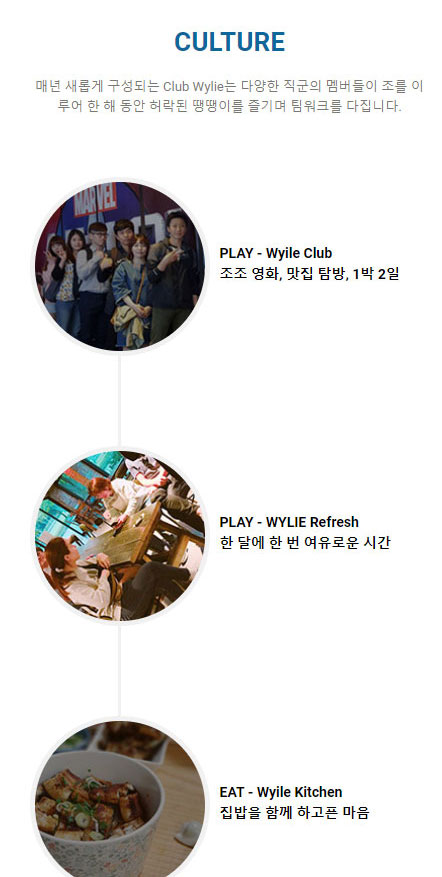 CULTURE
매년 새롭게 구성되는 Club Wylie는 다양한 직군의 멤버들이 조를 이
루어 한 해 동안 허락된 땡땡이를 즐기며 팀워크를 다집니다.
MARVEL
PLAY - Wyile Club
조조 영화, 맛집 탐방, 1박 2일
PLAY - WYLIE Refresh
한 달에 한 번 여유로운 시간
EAT - Wyile Kitchen
집밥을 함께 하고픈 마음